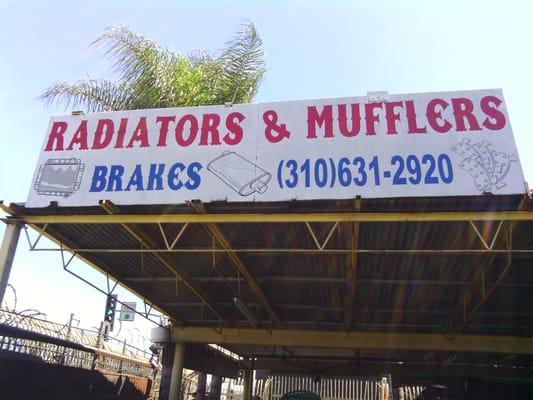 RADIATORS & MUFFLERS
BRAKES (310)631-2920